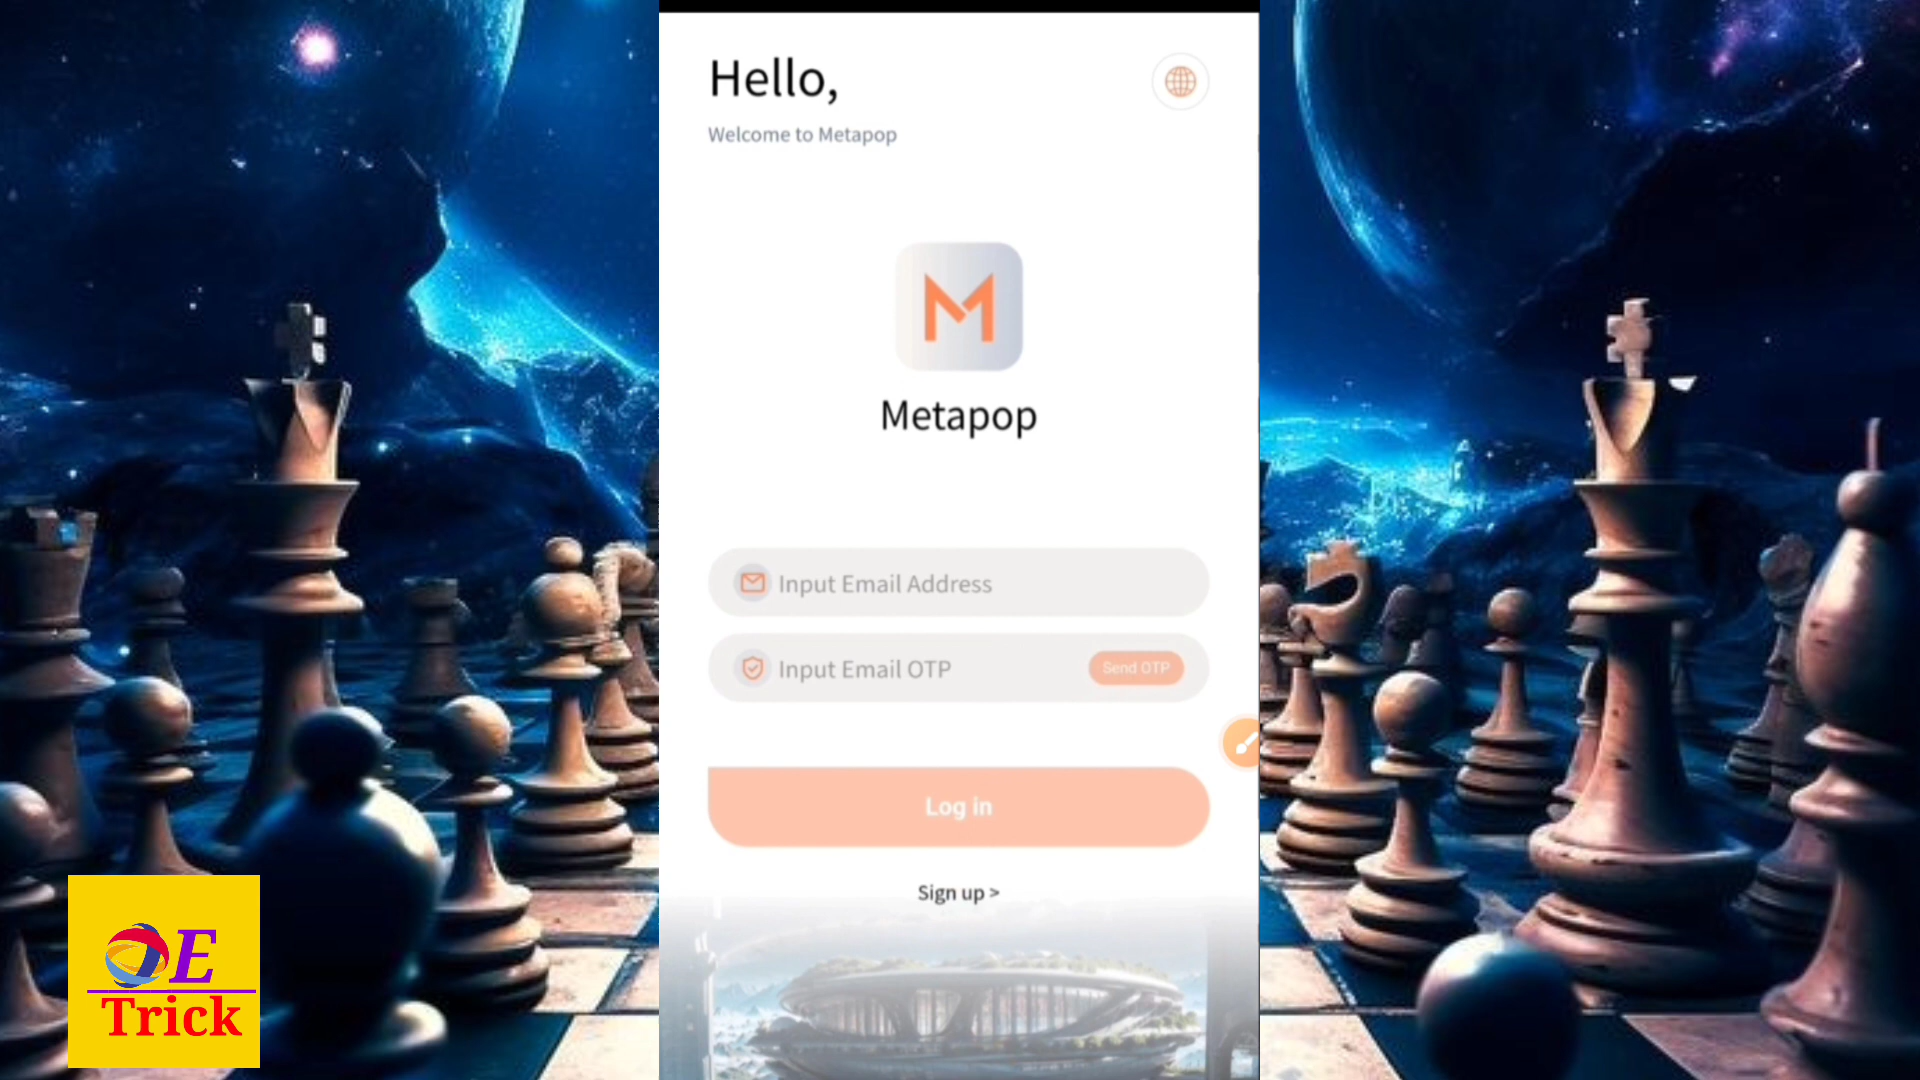 Hello,
Welcome to Metapop
M
Metapop
Input Email Address
Input Email OTP
Send OTP
Log in
Sign up >
E
Trick